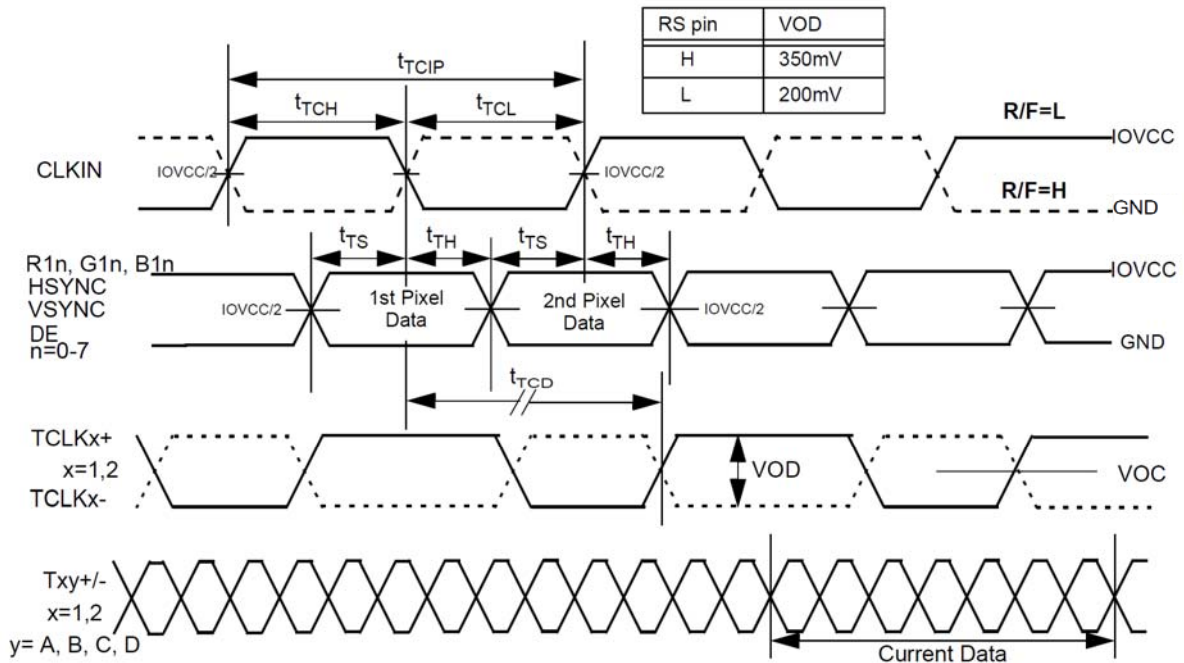 RS pin VOD
H 350mV
L 200mV
tTCIP
tTCH tTCL
R/F=L
IOVCC
CLKIN IOVCC/2 IOVCC/2
R/F=H
GND
tTS tTH tTS tTH
R1n, G1n, B1n
HSYNC
VSYNC
DE
n=0-7
IOVCC
IOVCC/2 1st Pixel Data 2nd Pixel Data IOVCC/2
GND
tTCD
TCLKx+
x=1,2
TCLKx-
VOD
VOC
Txy+/-
x=1,2
y= A, B, C, D
Current Data